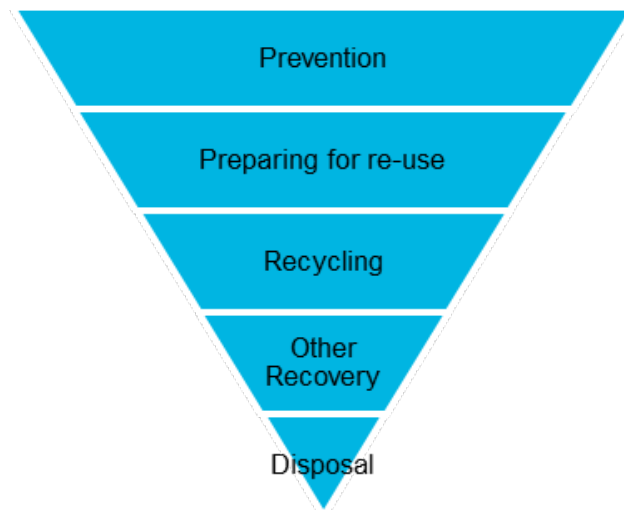 Prevention
Preparing for re-use
Recycling
Other
Recovery
Disposal